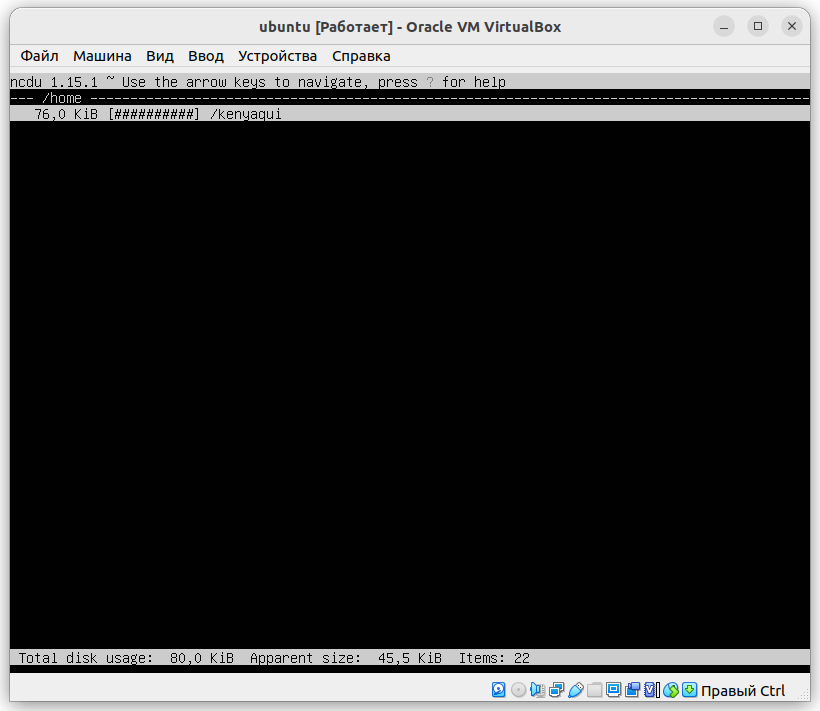 ubuntu [Работает] - Oracle VM VirtualBox
Файл Машина Вид Ввод Устройства Справка
ncdu 1.15.1 ~ Use the arrow keys to navigate, press ? for help
--- /home ----------------------------------------------------------------------------------------
76,0 KiB [##########] /kenyaqui
Total disk usage: 80,0 KiB Apparent size: 45,5 KiB Items: 22
Правый Ctrl